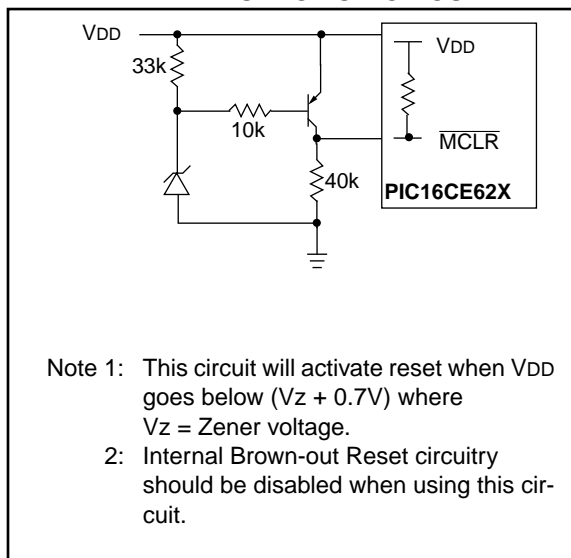 VDD
VDD
33k
10k
MCLR
40k
PIC16CE62X
Note 1: This circuit will activate reset when VDD
goes below (Vz + 0.7V) where
Vz = Zener voltage.
2: Internal Brown-out Reset circuitry
should be disabled when using this cir-
cuit.